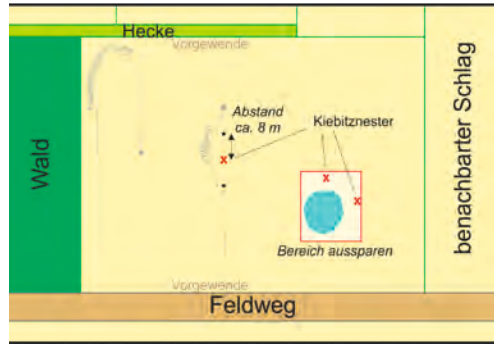 Hecke
Vorgewende
Abstand
ca. 8 m
Kiebitznester
x
x
x
Wald
benachbarter Schlag
Bereich aussparen
Vorgewende
Feldweg